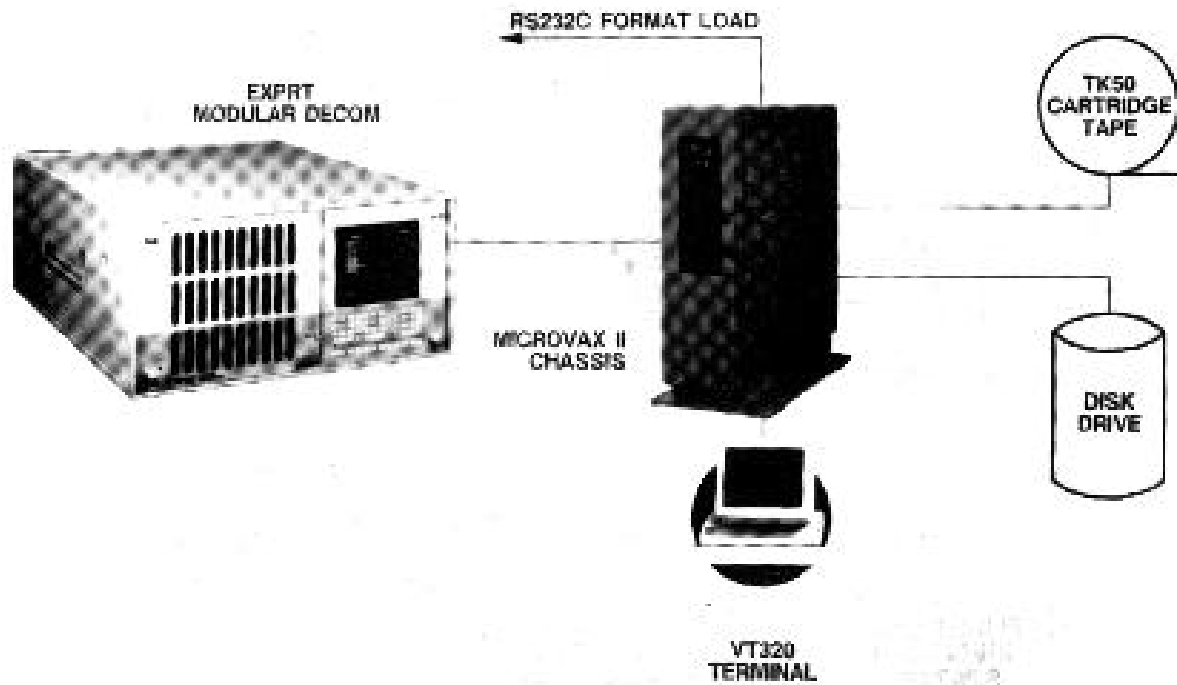 RS232C FORMAT LOAD
EXPRT
MODULAR DECOM
TK50
CARTRIDGE
TAPE
MICROVAX II
CHASSIS
DISK
DRIVE
VT320
TERMINAL